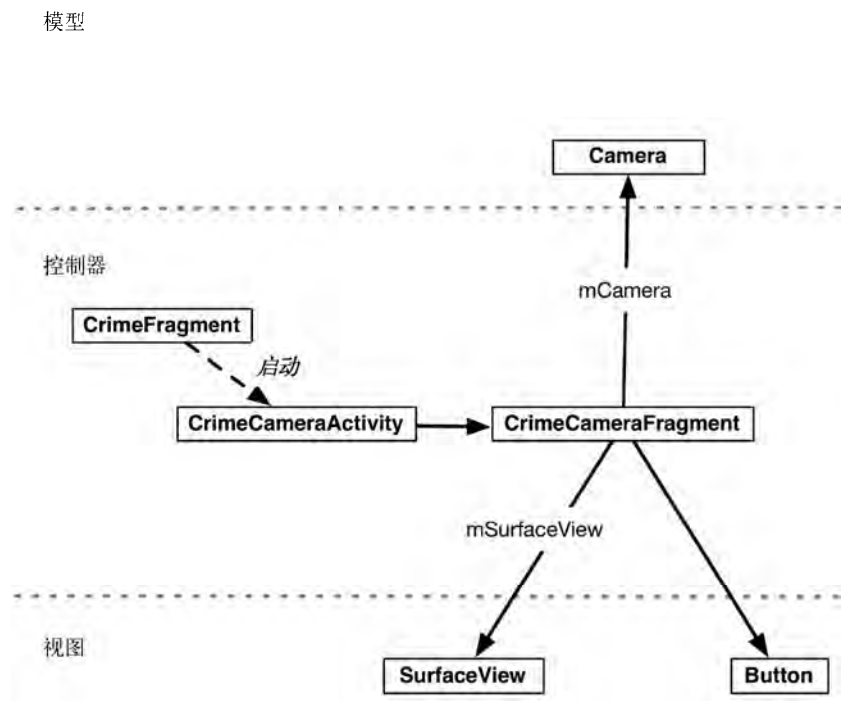 模型
Camera
控制器
mCamera
CrimeFragment
启动
CrimeCameraActivity
CrimeCameraFragment
mSurfaceView
视图
SurfaceView
Button